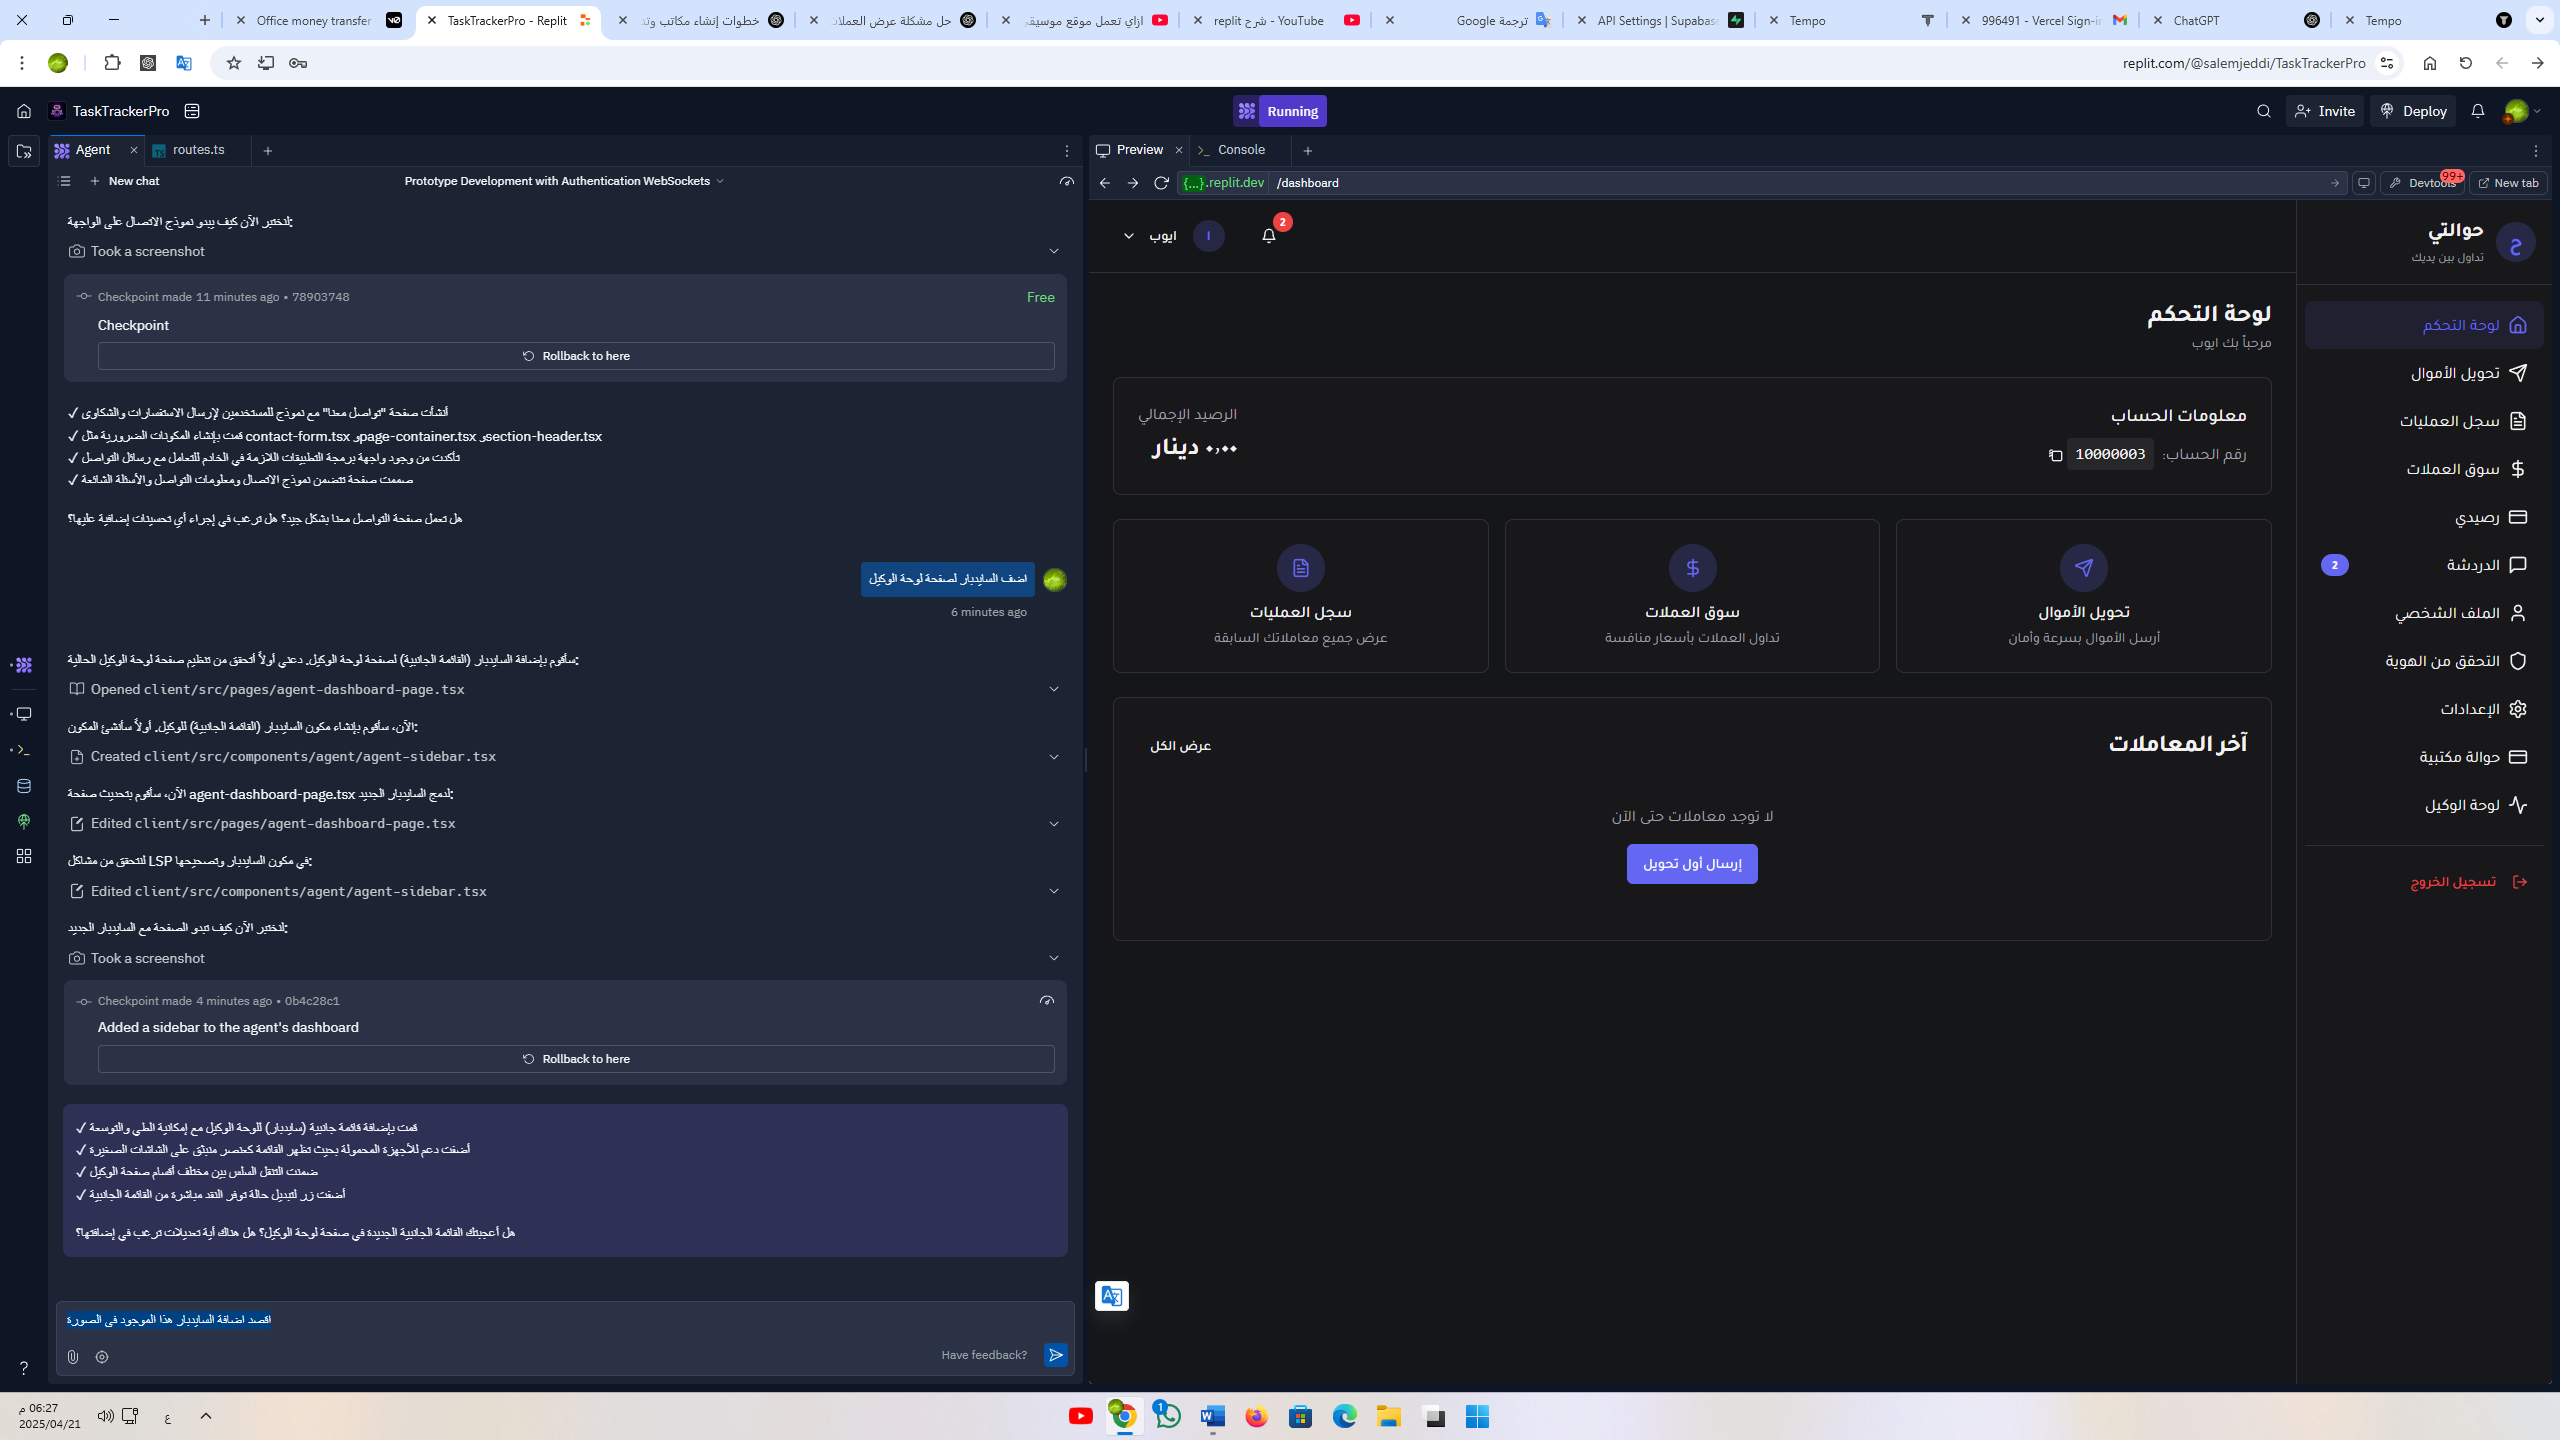 Office money transfer
TaskTrackerPro - Replit
خطوات إنشاء مكاتب وتد
حل مشكلة عرض العملات
ازاي تعمل موقع موسيقي
replit شرح - YouTube
ترجمة Google
API Settings | Supabase
Tempo
996491 - Vercel Sign-in
ChatGPT
Tempo
replit.com/@salemjeddi/TaskTrackerPro
TaskTrackerPro
Running
Invite
Deploy
Agent
routes.ts
New chat
Prototype Development with Authentication WebSockets
لنختبر الآن كيف يبدو نموذج الاتصال على الواجهة:
Took a screenshot
Checkpoint made 11 minutes ago • 78903748
Free
Checkpoint
Rollback to here
✓ أنشأت صفحة "تواصل معنا" مع نموذج للمستخدمين لإرسال الاستفسارات والشكاوى
✓ قمت بإنشاء المكونات الضرورية مثل contact-form.tsx وpage-container.tsx وsection-header.tsx
✓ تأكدت من وجود واجهة برمجة التطبيقات اللازمة في الخادم للتعامل مع رسائل التواصل
✓ صممت صفحة تتضمن نموذج الاتصال ومعلومات التواصل والأسئلة الشائعة
هل تعمل صفحة التواصل معنا بشكل جيد؟ هل ترغب في إجراء أي تحسينات إضافية عليها؟
اضف السايدبار لصفحة لوحة الوكيل
6 minutes ago
سأقوم بإضافة السايدبار (القائمة الجانبية) لصفحة لوحة الوكيل. دعني أولاً أتحقق من تنظيم صفحة لوحة الوكيل الحالية:
Opened client/src/pages/agent-dashboard-page.tsx
الآن، سأقوم بإنشاء مكون السايدبار (القائمة الجانبية) للوكيل. أولاً سأنشئ المكون:
Created client/src/components/agent/agent-sidebar.tsx
الآن، سأقوم بتحديث صفحة agent-dashboard-page.tsx لدمج السايدبار الجديد:
Edited client/src/pages/agent-dashboard-page.tsx
لنتحقق من مشاكل LSP في مكون السايدبار وتصحيحها:
Edited client/src/components/agent/agent-sidebar.tsx
لنختبر الآن كيف تبدو الصفحة مع السايدبار الجديد:
Took a screenshot
Checkpoint made 4 minutes ago • 0b4c28c1
Added a sidebar to the agent's dashboard
Rollback to here
✓ قمت بإضافة قائمة جانبية (سايدبار) للوحة الوكيل مع إمكانية الطي والتوسعة
✓ أضفت دعم للأجهزة المحمولة بحيث تظهر القائمة كعنصر منبثق على الشاشات الصغيرة
✓ ضمنت التنقل السلس بين مختلف أقسام صفحة الوكيل
✓ أضفت زر لتبديل حالة توفر النقد مباشرة من القائمة الجانبية
هل أعجبتك القائمة الجانبية الجديدة في صفحة لوحة الوكيل؟ هل هناك أية تعديلات ترغب في إضافتها؟
اقصد اضافة السايدبار هذا الموجود في الصورة
Have feedback?
Preview
Console
{...}.replit.dev
/dashboard
Devtools
99+
New tab
حوالتي
تداول بين يديك
ح
ايوب
ا
2
لوحة التحكم
مرحباً بك ايوب
معلومات الحساب
رقم الحساب: 10000003
الرصيد الإجمالي
٠٫٠٠ دينار
تحويل الأموال
أرسل الأموال بسرعة وأمان
سوق العملات
تداول العملات بأسعار منافسة
سجل العمليات
عرض جميع معاملاتك السابقة
آخر المعاملات
عرض الكل
لا توجد معاملات حتى الآن
إرسال أول تحويل
لوحة التحكم
تحويل الأموال
سجل العمليات
سوق العملات
رصيدي
الدردشة
2
الملف الشخصي
التحقق من الهوية
الإعدادات
حوالة مكتبية
لوحة الوكيل
تسجيل الخروج
06:27 م
2025/04/21
ع
1